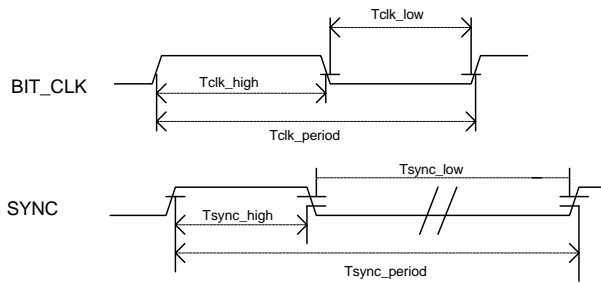 Tclk_low
BIT_CLK
Tclk_high
Tclk_period
Tsync_low
SYNC
Tsync_high
Tsync_period